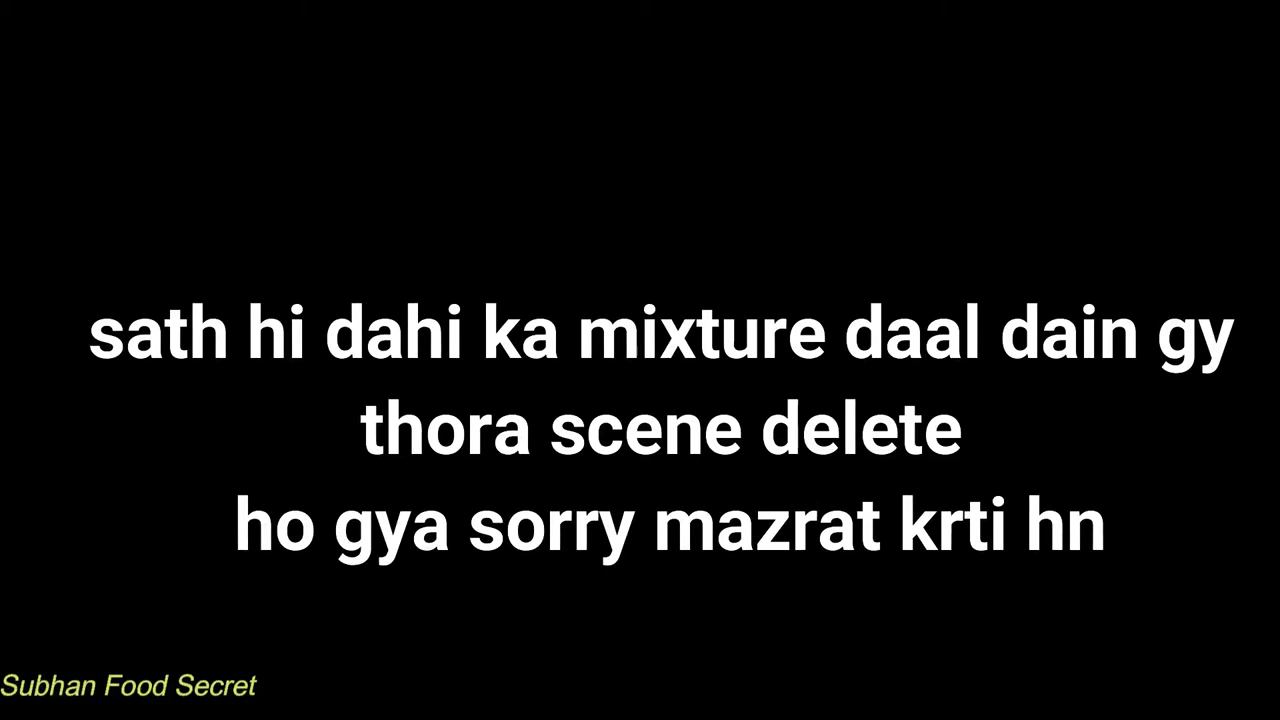 sath hi dahi ka mixture daal dain gy
thora scene delete
ho gya sorry mazrat krti hn
Subhan Food Secret